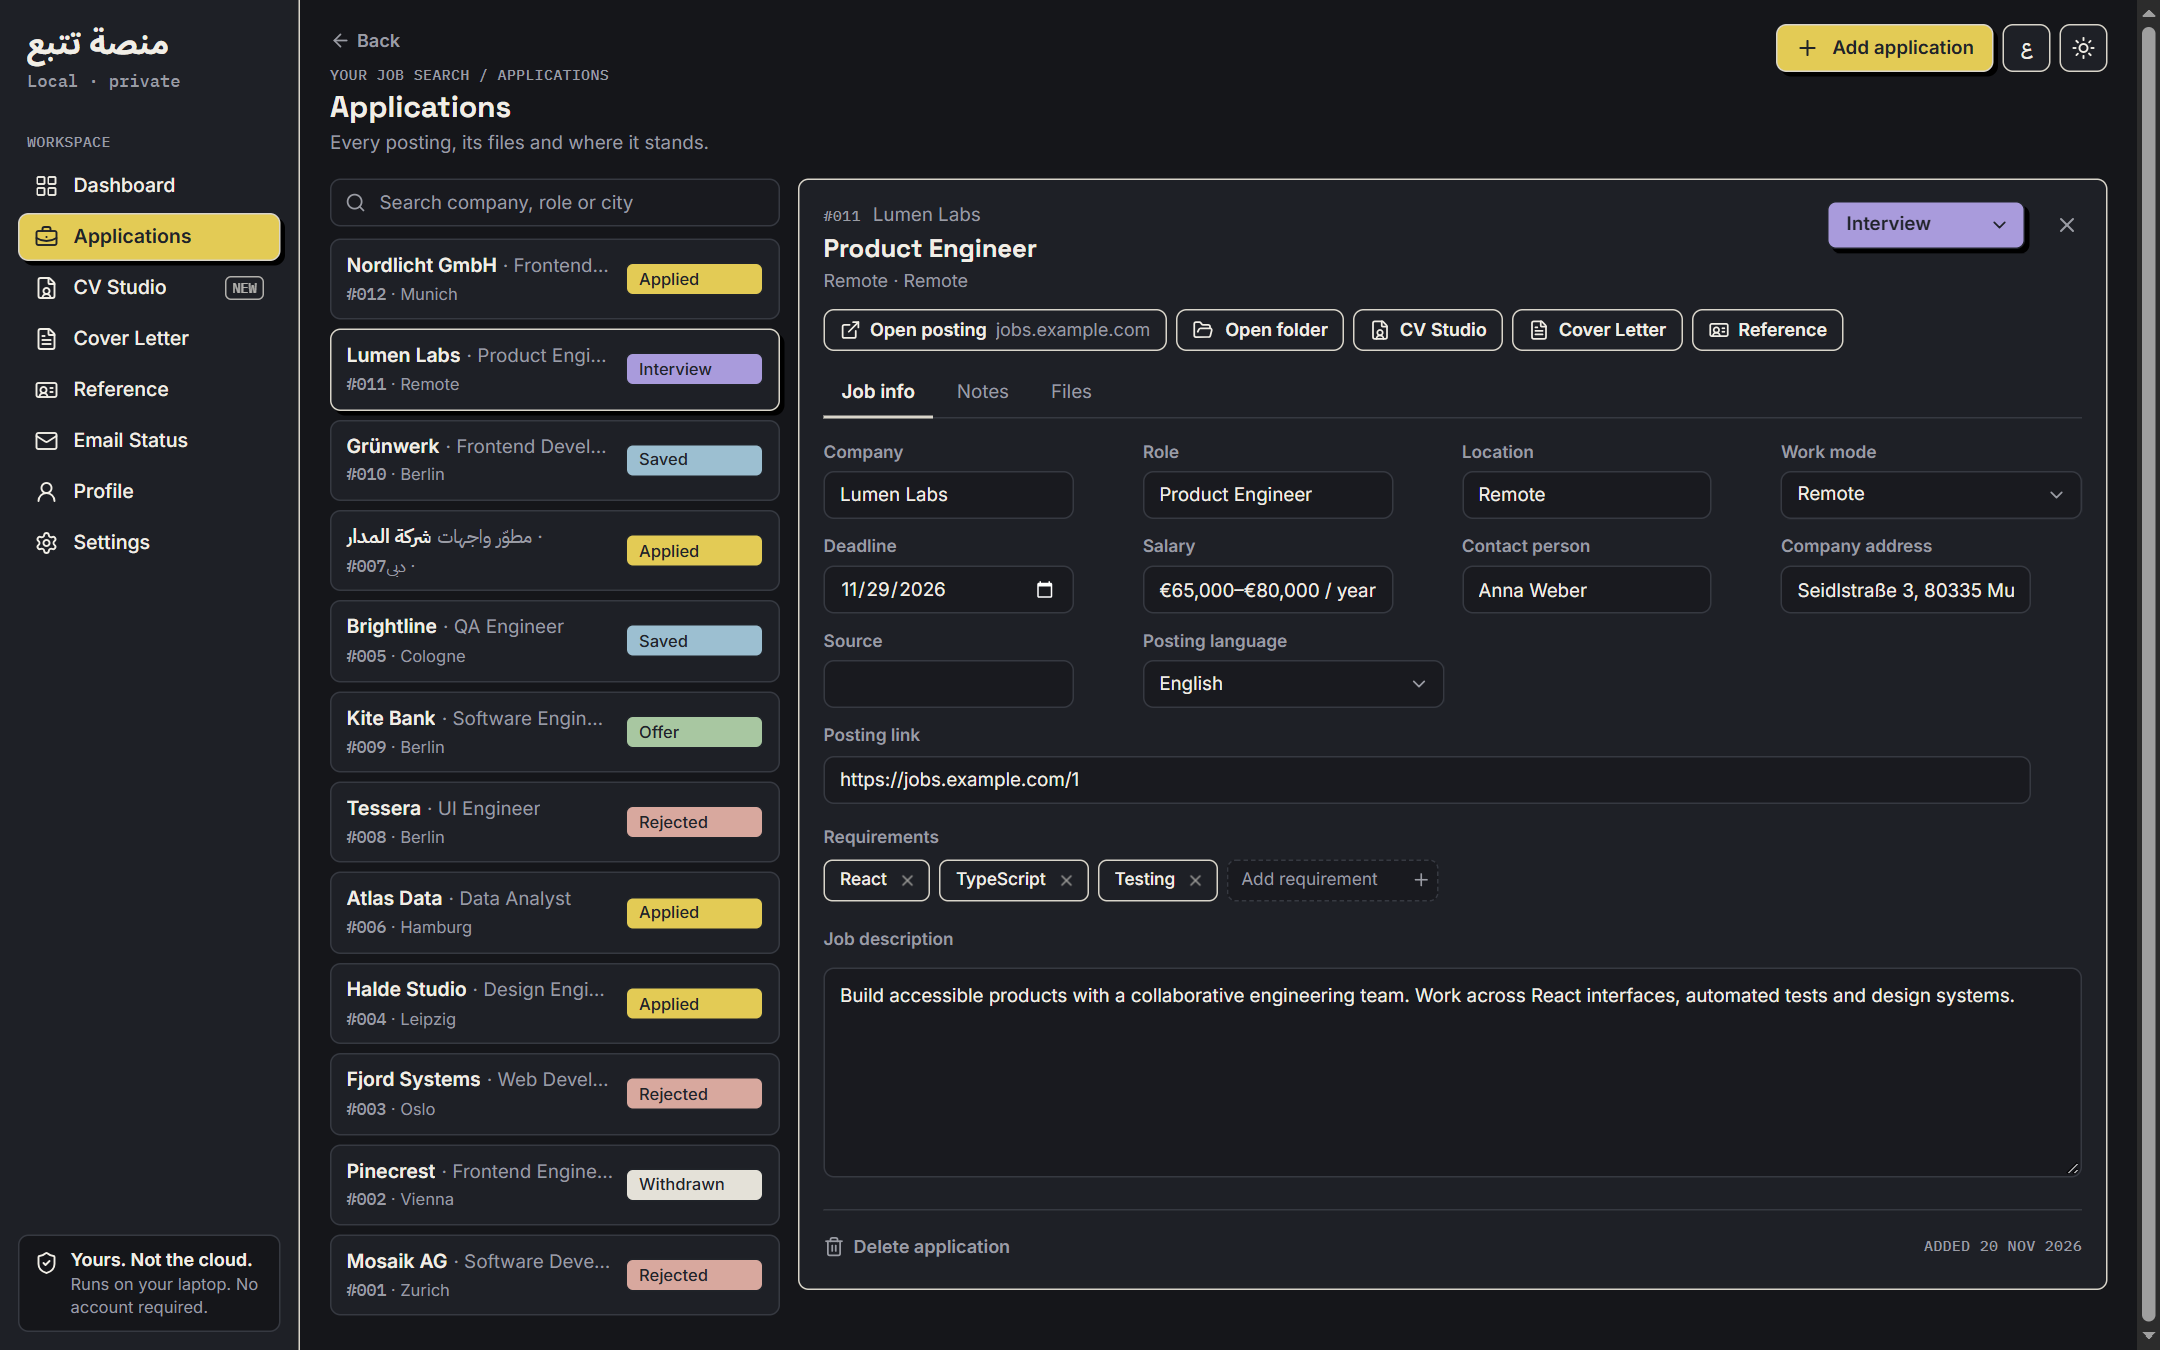 منصة تتبع
Local · private
WORKSPACE
Dashboard
Applications
CV Studio NEW
Cover Letter
Reference
Email Status
Profile
Settings
Yours. Not the cloud.
Runs on your laptop. No
account required.
Back
YOUR JOB SEARCH / APPLICATIONS
Applications
Every posting, its files and where it stands.
Add application ع
Search company, role or city
Nordlicht GmbH · Frontend...
#012 · Munich
Applied
Lumen Labs · Product Engi...
#011 · Remote
Interview
Grünwerk · Frontend Devel...
#010 · Berlin
Saved
شركة المدار مطوّر واجهات ·
#007 دبي ·
Applied
Brightline · QA Engineer
#005 · Cologne
Saved
Kite Bank · Software Engin...
#009 · Berlin
Offer
Tessera · UI Engineer
#008 · Berlin
Rejected
Atlas Data · Data Analyst
#006 · Hamburg
Applied
Halde Studio · Design Engi...
#004 · Leipzig
Applied
Fjord Systems · Web Devel...
#003 · Oslo
Rejected
Pinecrest · Frontend Engine...
#002 · Vienna
Withdrawn
Mosaik AG · Software Deve...
#001 · Zurich
Rejected
#011 Lumen Labs
Product Engineer
Remote · Remote
Interview
Open posting jobs.example.com
Open folder
CV Studio
Cover Letter
Reference
Job info
Notes
Files
Company
Lumen Labs
Role
Product Engineer
Location
Remote
Work mode
Remote
Deadline
11/29/2026
Salary
€65,000–€80,000 / year
Contact person
Anna Weber
Company address
Seidlstraße 3, 80335 Mu
Source
Posting language
English
Posting link
https://jobs.example.com/1
Requirements
React
TypeScript
Testing
Add requirement
Job description
Build accessible products with a collaborative engineering team. Work across React interfaces, automated tests and design systems.
Delete application
ADDED 20 NOV 2026